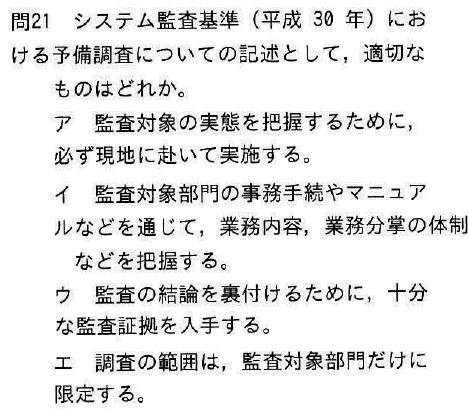 問21 システム監査基準（平成 30 年）にお
ける予備調査についての記述として，適切な
ものはどれか。
ア 監査対象の実態を把握するために，
必ず現地に赴いて実施する。
イ 監査対象部門の事務手続やマニュア
ルなどを通じて，業務内容，業務分掌の体制
などを把握する。
ウ 監査の結論を裏付けるために，十分
な監査証拠を入手する。
エ 調査の範囲は，監査対象部門だけに
限定する。